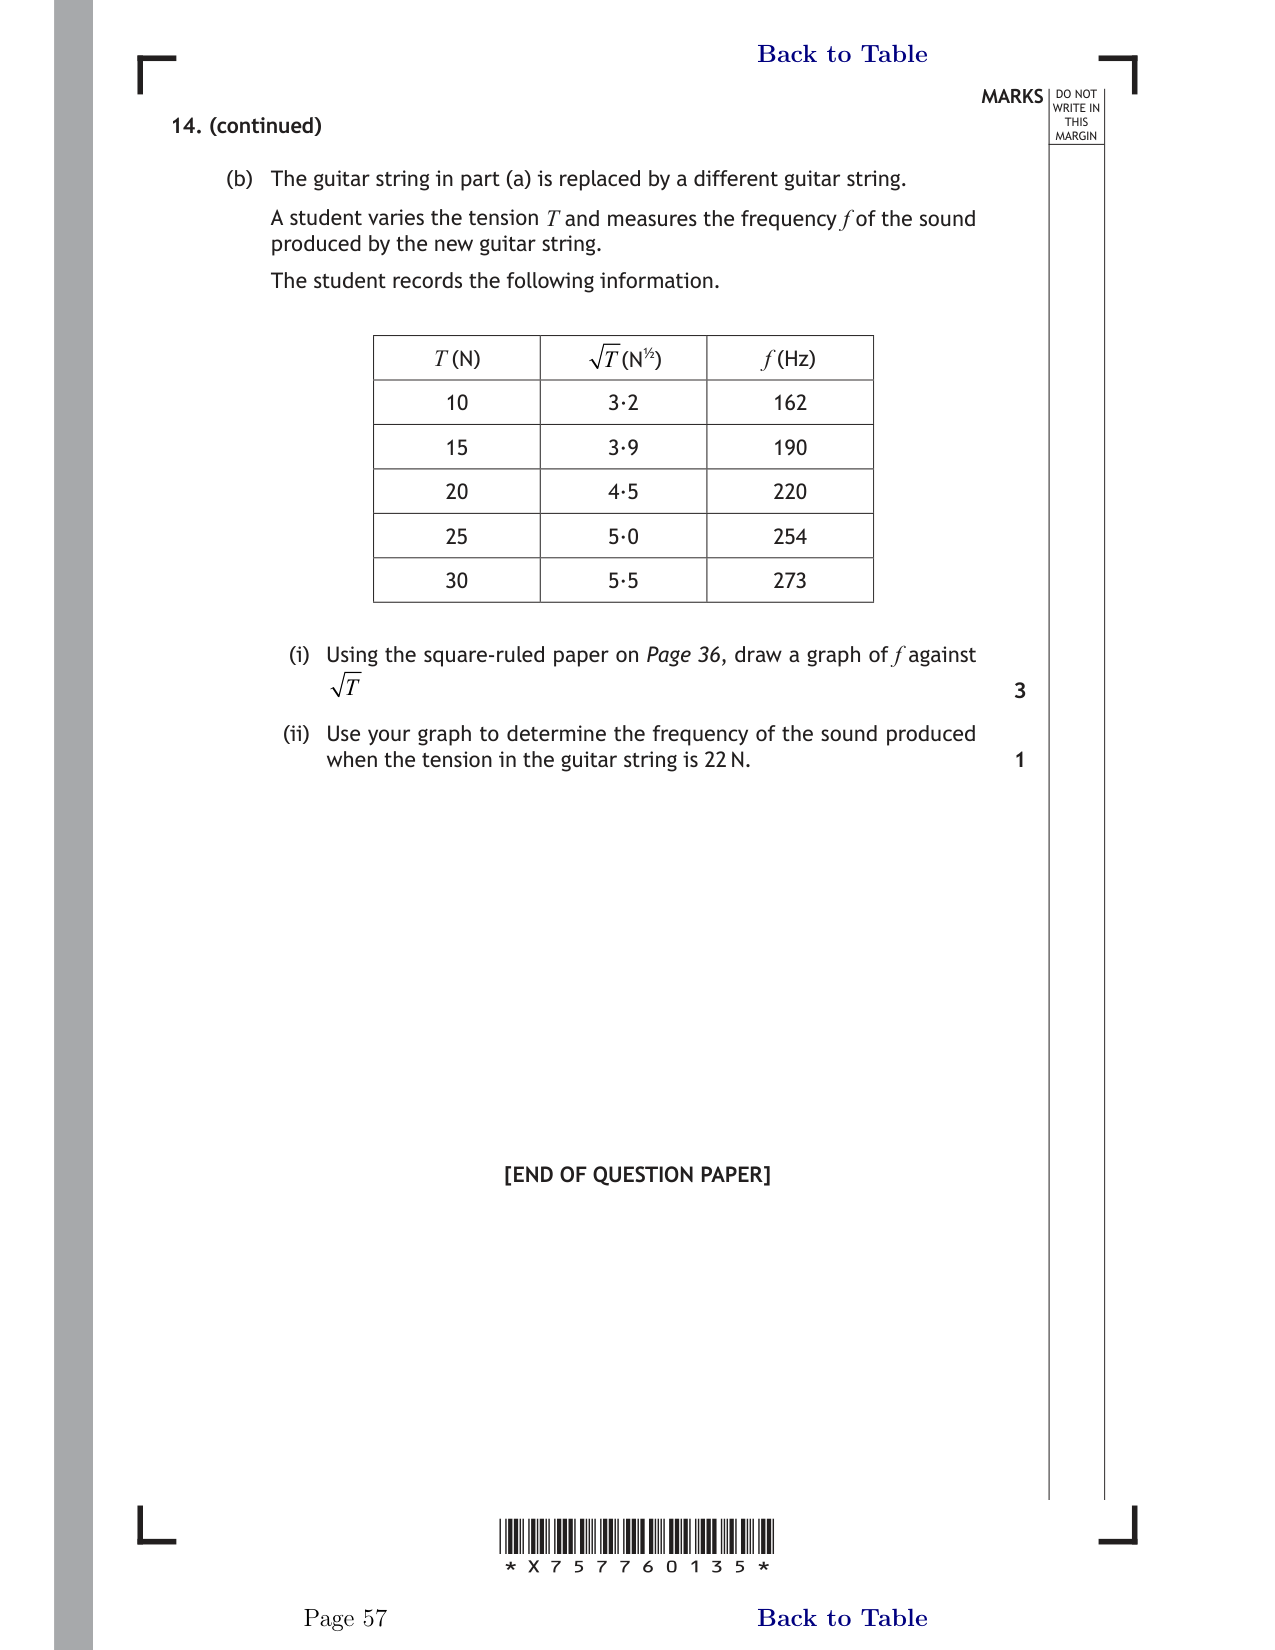 Back to Table
MARKS
DO NOT
WRITE IN
THIS
MARGIN
14. (continued)
(b) The guitar string in part (a) is replaced by a different guitar string.
A student varies the tension T and measures the frequency f of the sound
produced by the new guitar string.
The student records the following information.
T (N) √T (N½) f (Hz)
10 3·2 162
15 3·9 190
20 4·5 220
25 5·0 254
30 5·5 273
(i) Using the square-ruled paper on Page 36, draw a graph of f against
√T 3
(ii) Use your graph to determine the frequency of the sound produced
when the tension in the guitar string is 22 N. 1
[END OF QUESTION PAPER]
* X 7 5 7 7 6 0 1 3 5 *
Page 57 Back to Table